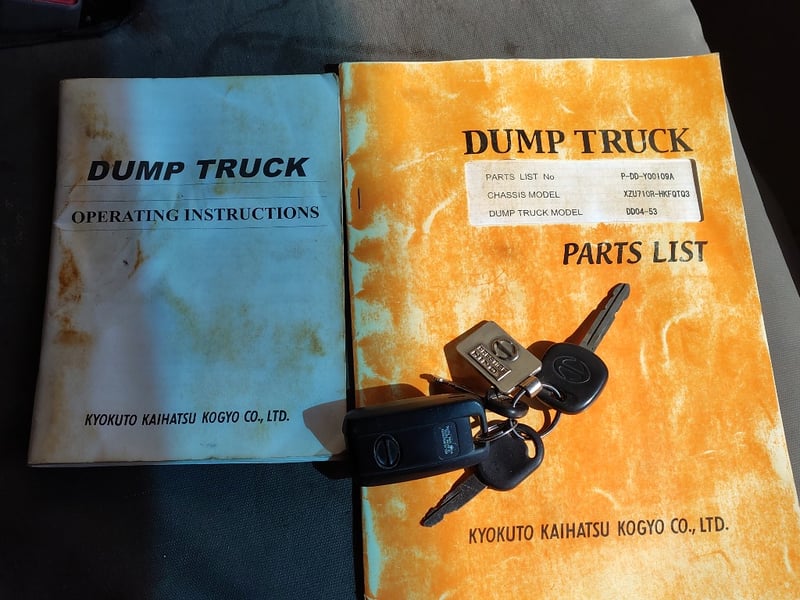 DUMP TRUCK
OPERATING INSTRUCTIONS
KYOKUTO KAIHATSU KOGYO CO., LTD.
DUMP TRUCK
PARTS LIST No P-DD-Y00109A
CHASSIS MODEL XZU710R-HKFQTQ3
DUMP TRUCK MODEL DD04-53
PARTS LIST
KYOKUTO KAIHATSU KOGYO CO., LTD.